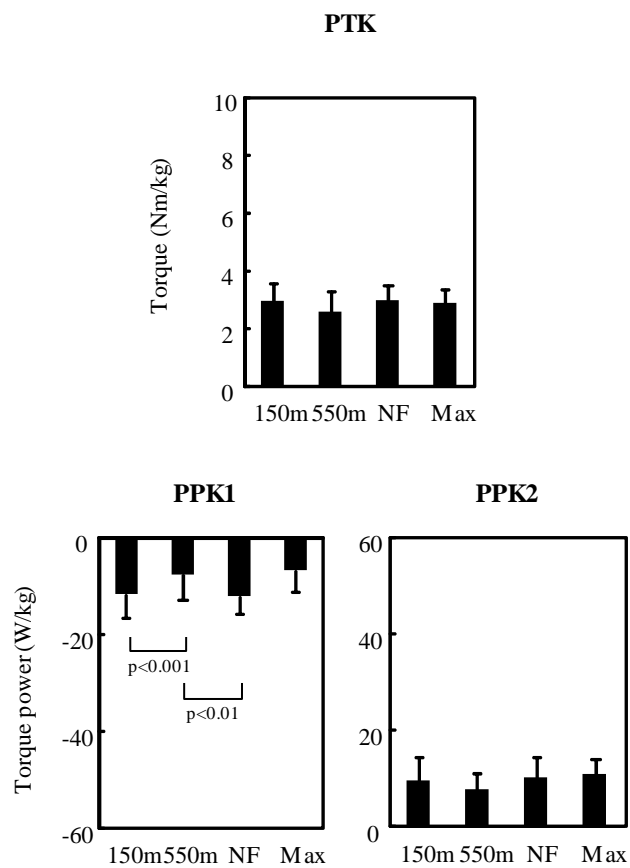 PTK
Torque (Nm/kg)
10
8
6
4
2
0
150m 550m NF Max
PPK1
PPK2
Torque power (W/kg)
0
-20
-40
-60
p<0.001
p<0.01
150m 550m NF Max
60
40
20
0
150m 550m NF Max